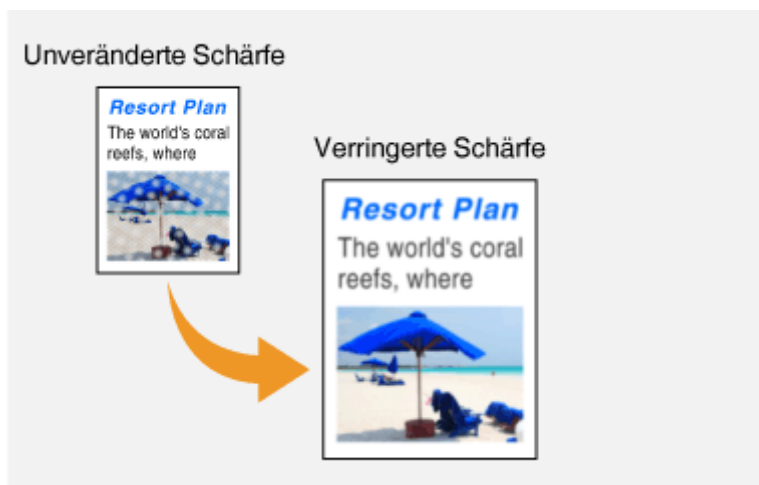 Unveränderte Schärfe
Resort Plan
The world's coral
reefs, where
Verringerte Schärfe
Resort Plan
The world's coral
reefs, where